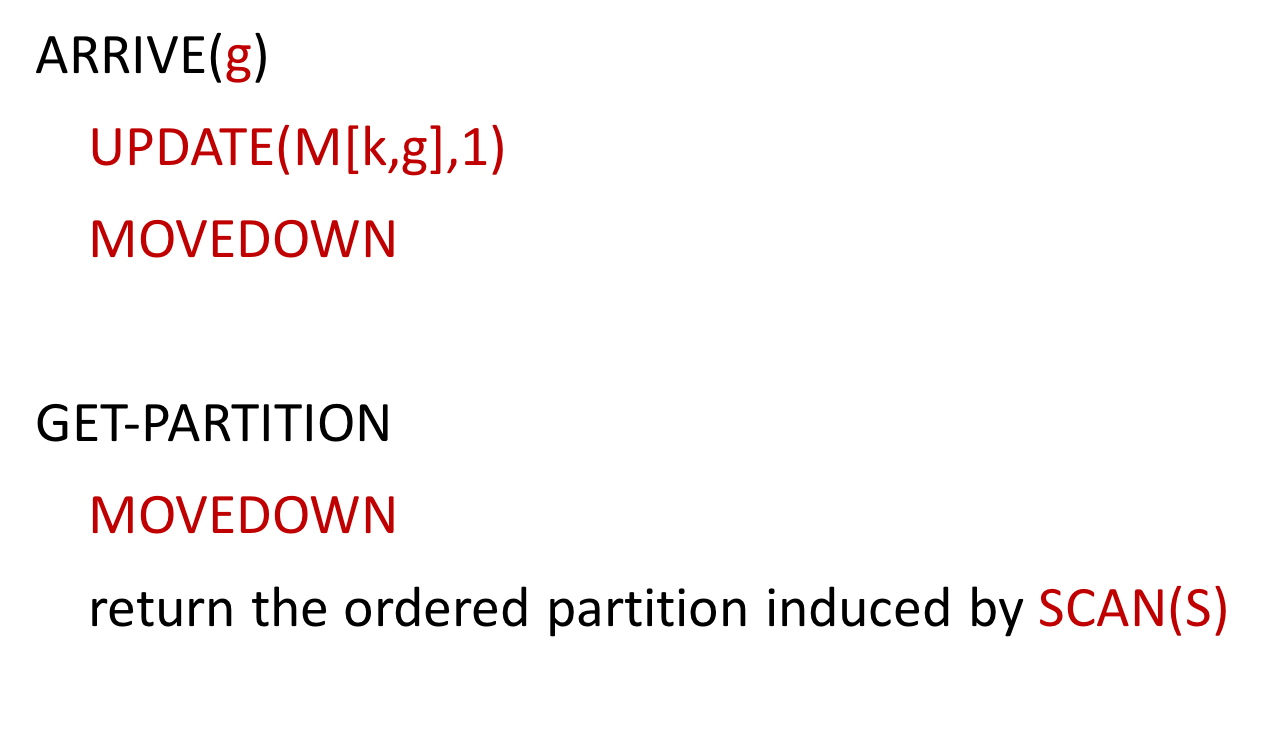 ARRIVE(g)
UPDATE(M[k,g],1)
MOVEDOWN
GET-PARTITION
MOVEDOWN
return the ordered partition induced by SCAN(S)